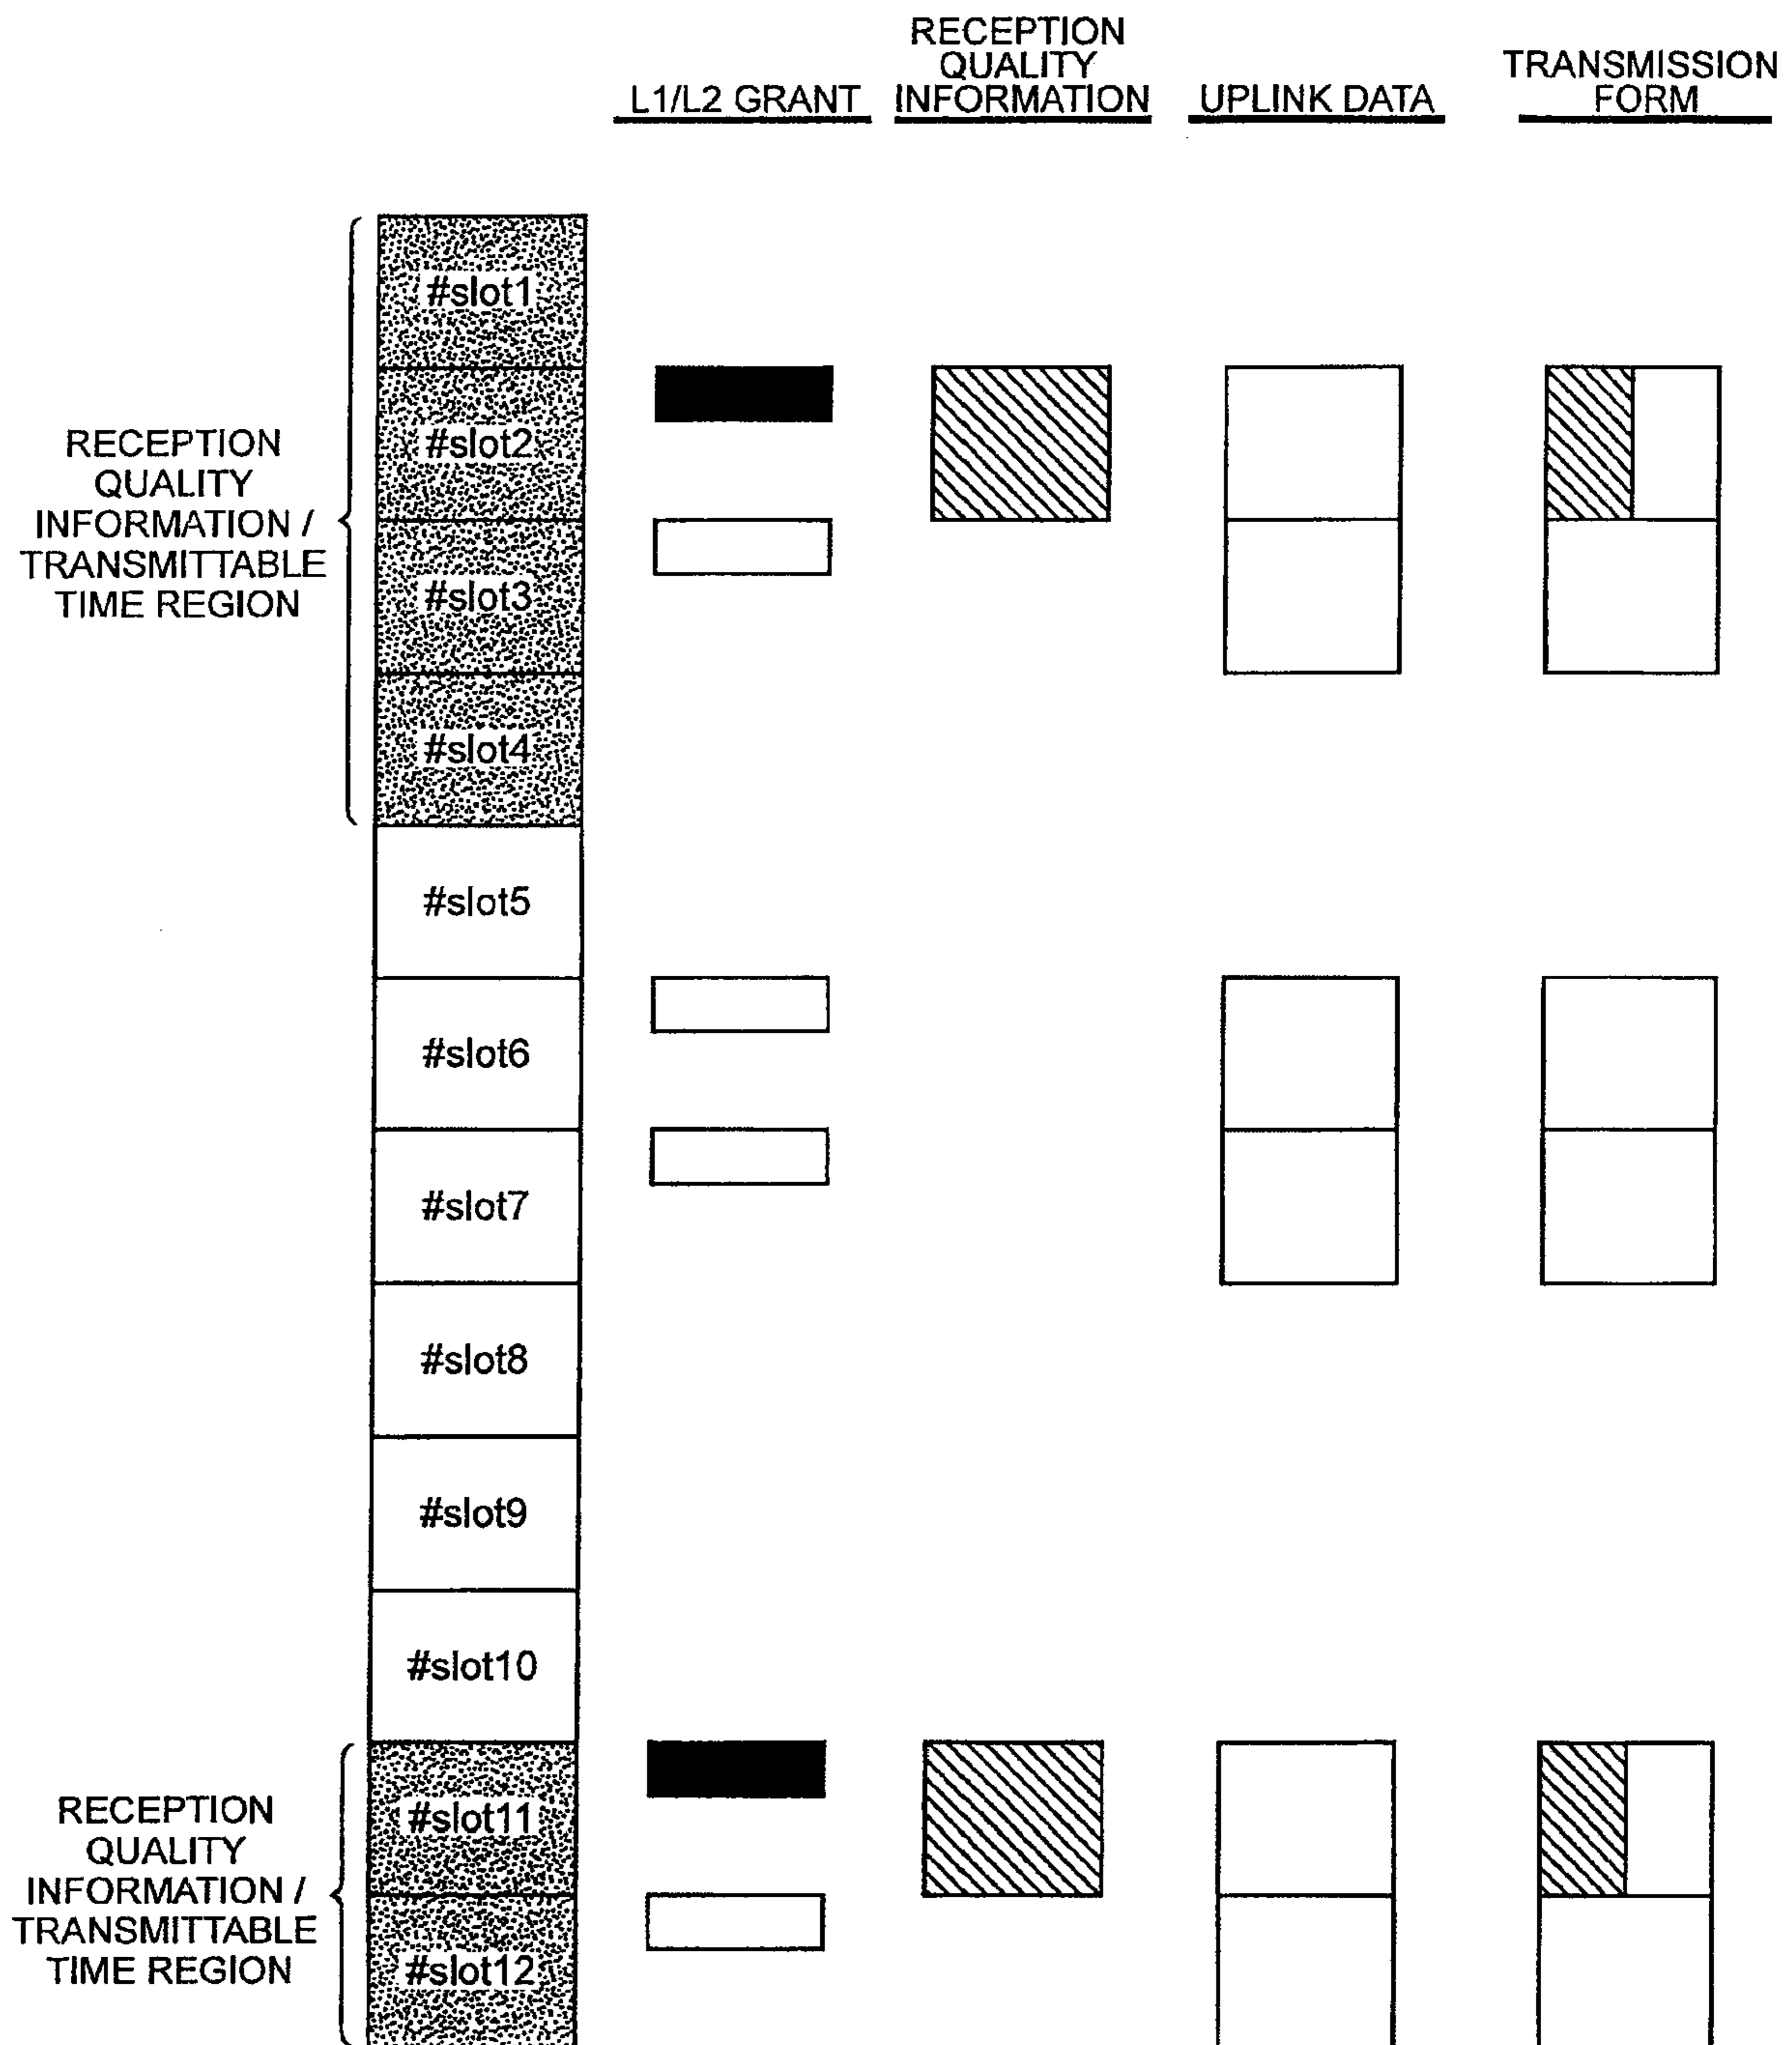 RECEPTION
QUALITY
INFORMATION
L1/L2 GRANT
UPLINK DATA
TRANSMISSION
FORM
#slot1
#slot2
#slot3
#slot4
RECEPTION
QUALITY
INFORMATION /
TRANSMITTABLE
TIME REGION
#slot5
#slot6
#slot7
#slot8
#slot9
#slot10
#slot11
#slot12
RECEPTION
QUALITY
INFORMATION /
TRANSMITTABLE
TIME REGION